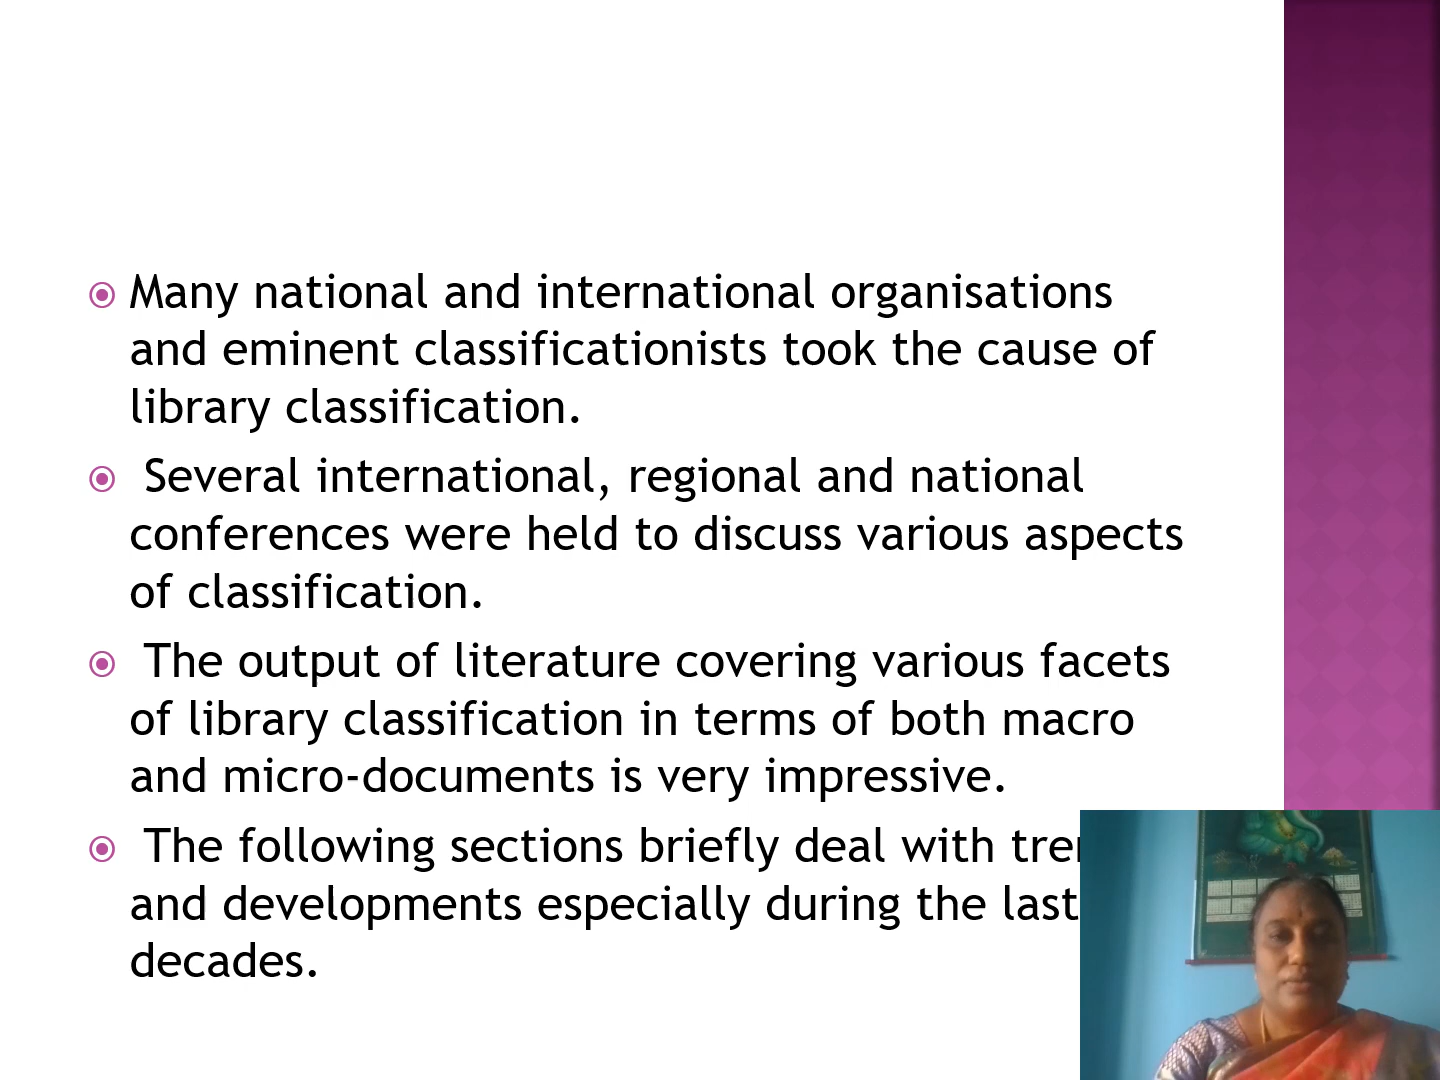 Many national and international organisations
and eminent classificationists took the cause of
library classification.
Several international, regional and national
conferences were held to discuss various aspects
of classification.
The output of literature covering various facets
of library classification in terms of both macro
and micro-documents is very impressive.
The following sections briefly deal with
and developments especially during the last
decades.